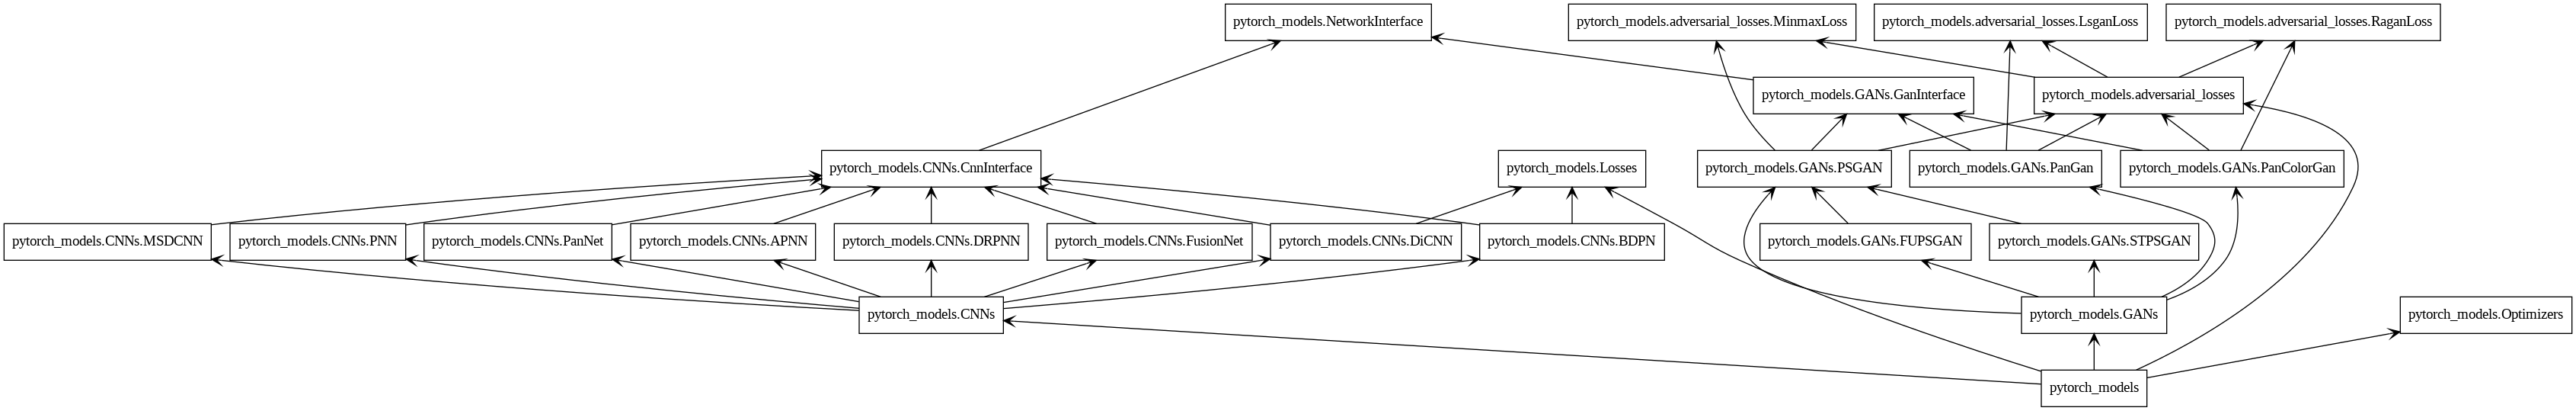 pytorch_models.NetworkInterface
pytorch_models.adversarial_losses.MinmaxLoss
pytorch_models.adversarial_losses.LsganLoss
pytorch_models.adversarial_losses.RaganLoss
pytorch_models.GANs.GanInterface
pytorch_models.adversarial_losses
pytorch_models.CNNs.CnnInterface
pytorch_models.Losses
pytorch_models.GANs.PSGAN
pytorch_models.GANs.PanGan
pytorch_models.GANs.PanColorGan
pytorch_models.CNNs.MSDCNN
pytorch_models.CNNs.PNN
pytorch_models.CNNs.PanNet
pytorch_models.CNNs.APNN
pytorch_models.CNNs.DRPNN
pytorch_models.CNNs.FusionNet
pytorch_models.CNNs.DiCNN
pytorch_models.CNNs.BDPN
pytorch_models.GANs.FUPSGAN
pytorch_models.GANs.STPSGAN
pytorch_models.CNNs
pytorch_models.GANs
pytorch_models.Optimizers
pytorch_models